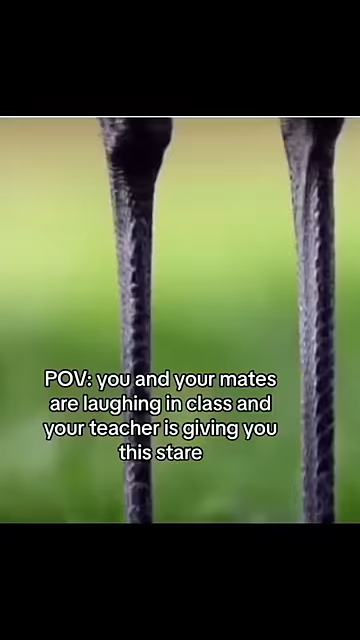 POV: you and your mates
are laughing in class and
your teacher is giving you
this stare